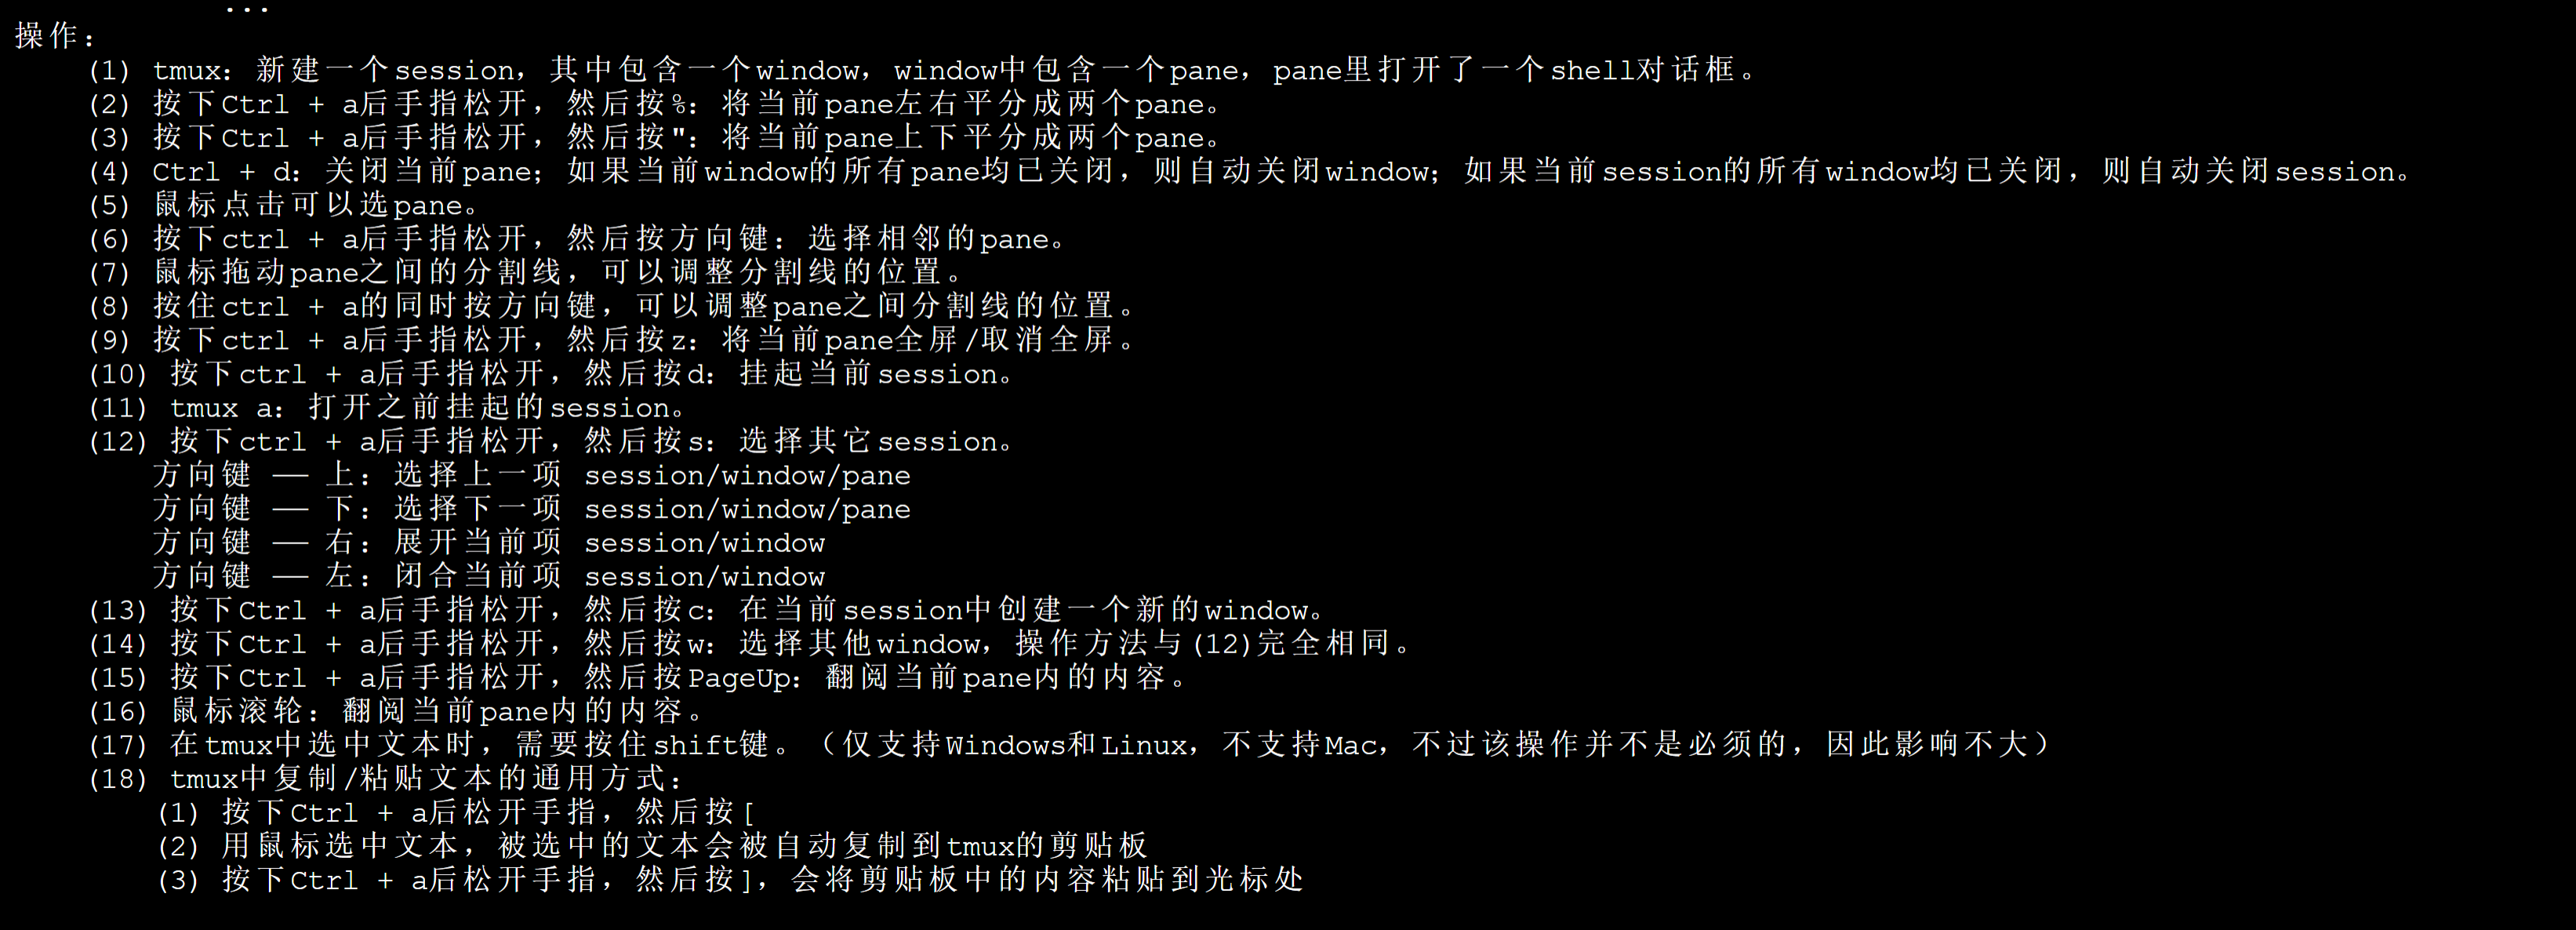 ...
操作：
(1) tmux：新建一个session，其中包含一个window，window中包含一个pane，pane里打开了一个shell对话框。
(2) 按下Ctrl + a后手指松开，然后按%：将当前pane左右平分成两个pane。
(3) 按下Ctrl + a后手指松开，然后按"：将当前pane上下平分成两个pane。
(4) Ctrl + d：关闭当前pane；如果当前window的所有pane均已关闭，则自动关闭window；如果当前session的所有window均已关闭，则自动关闭session。
(5) 鼠标点击可以选pane。
(6) 按下ctrl + a后手指松开，然后按方向键：选择相邻的pane。
(7) 鼠标拖动pane之间的分割线，可以调整分割线的位置。
(8) 按住ctrl + a的同时按方向键，可以调整pane之间分割线的位置。
(9) 按下ctrl + a后手指松开，然后按z：将当前pane全屏/取消全屏。
(10) 按下ctrl + a后手指松开，然后按d：挂起当前session。
(11) tmux a：打开之前挂起的session。
(12) 按下ctrl + a后手指松开，然后按s：选择其它session。
方向键 —— 上：选择上一项 session/window/pane
方向键 —— 下：选择下一项 session/window/pane
方向键 —— 右：展开当前项 session/window
方向键 —— 左：闭合当前项 session/window
(13) 按下Ctrl + a后手指松开，然后按c：在当前session中创建一个新的window。
(14) 按下Ctrl + a后手指松开，然后按w：选择其他window，操作方法与(12)完全相同。
(15) 按下Ctrl + a后手指松开，然后按PageUp：翻阅当前pane内的内容。
(16) 鼠标滚轮：翻阅当前pane内的内容。
(17) 在tmux中选中文本时，需要按住shift键。（仅支持Windows和Linux，不支持Mac，不过该操作并不是必须的，因此影响不大）
(18) tmux中复制/粘贴文本的通用方式：
(1) 按下Ctrl + a后松开手指，然后按[
(2) 用鼠标选中文本，被选中的文本会被自动复制到tmux的剪贴板
(3) 按下Ctrl + a后松开手指，然后按]，会将剪贴板中的内容粘贴到光标处